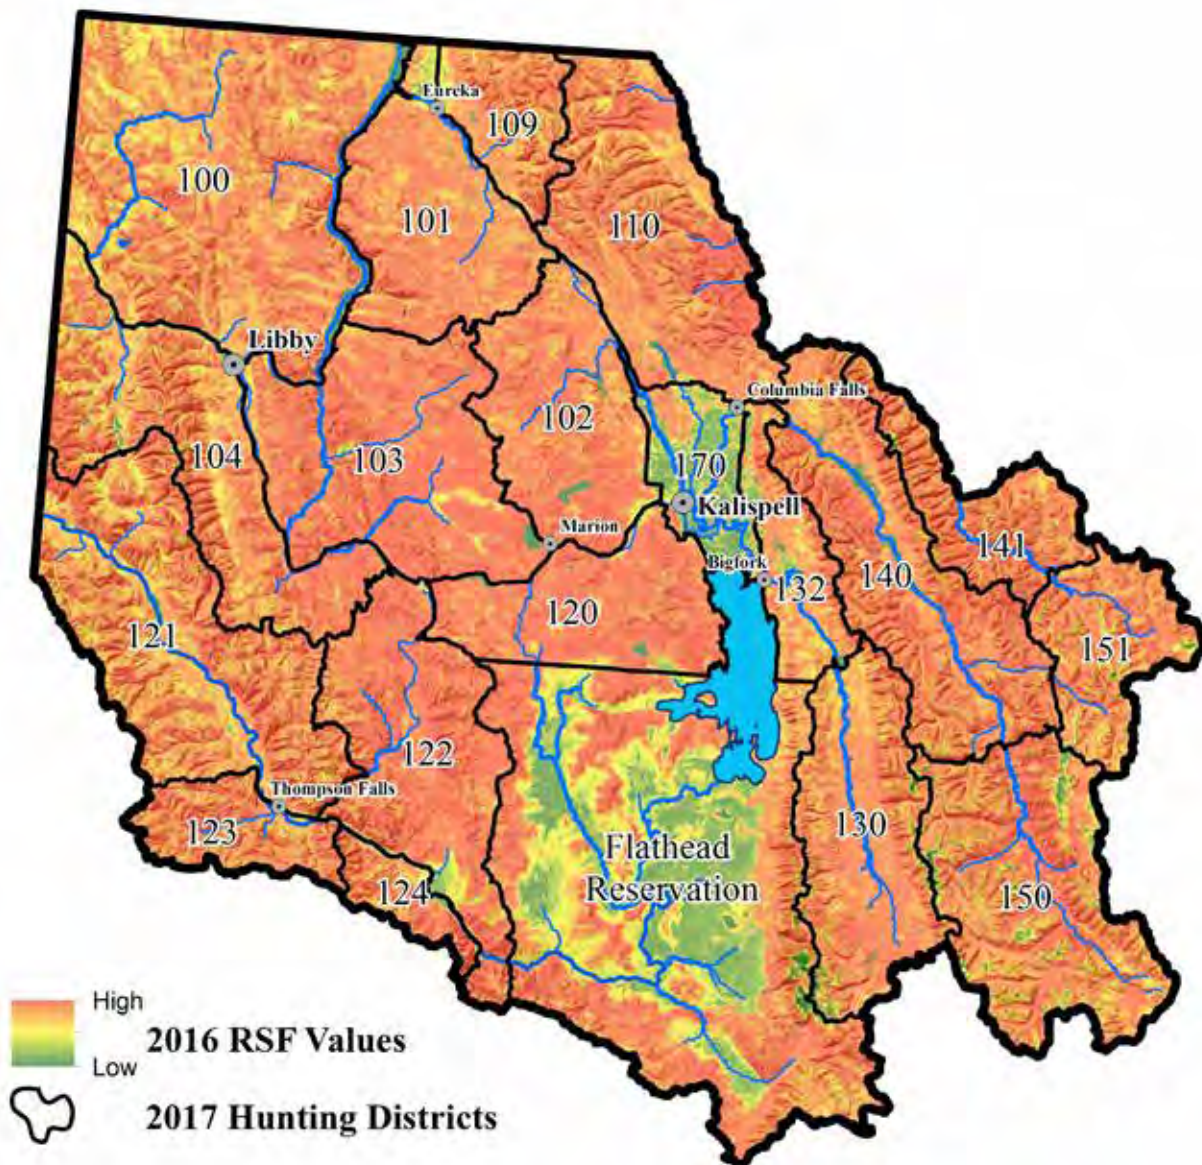 Eureka
109
100
101
110
Libby
Columbia Falls
102
104
103
170
Kalispell
Marion
Bigfork
141
140
132
120
121
151
122
Thompson Falls
123
130
Flathead
Reservation
124
150
High
2016 RSF Values
Low
2017 Hunting Districts